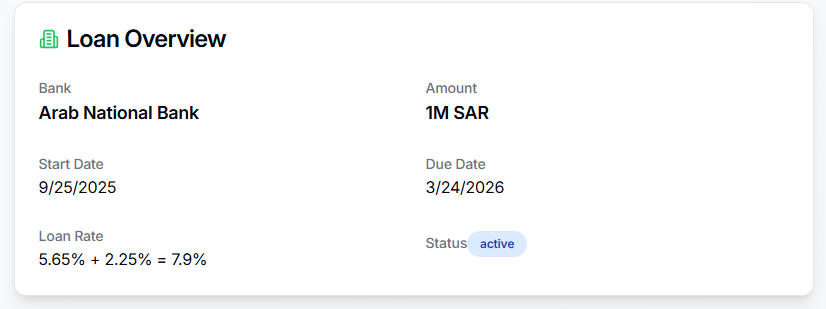 Loan Overview
Bank
Amount
Arab National Bank
1M SAR
Start Date
Due Date
9/25/2025
3/24/2026
Loan Rate
Status active
5.65% + 2.25% = 7.9%